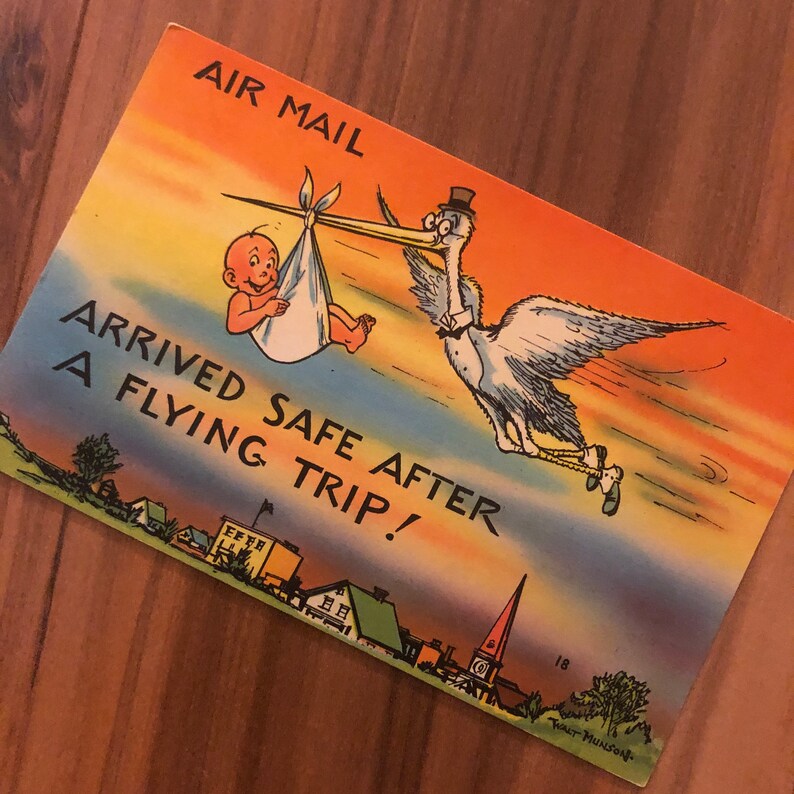 AIR MAIL
ARRIVED SAFE AFTER
A FLYING TRIP!
18
WALT MUNSON.